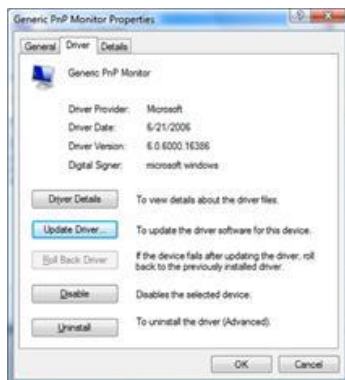 Generic PnP Monitor Properties
General Driver Details
Generic PnP Monitor
Driver Provider: Microsoft
Driver Date: 6/21/2006
Driver Version: 6.0.6000.16386
Digital Signer: microsoft windows
Driver Details To view details about the driver files.
Update Driver... To update the driver software for this device.
Roll Back Driver If the device fails after updating the driver, roll
back to the previously installed driver.
Disable Disables the selected device.
Uninstall To uninstall the driver (Advanced).
OK Cancel